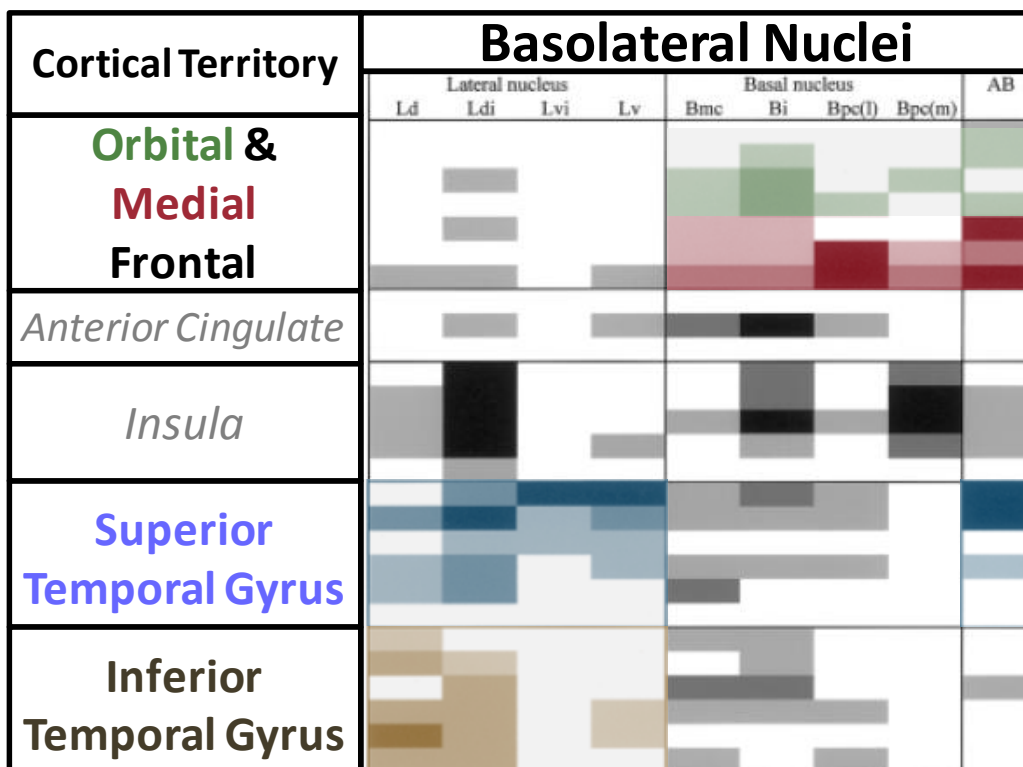 Cortical Territory
Basolateral Nuclei
Lateral nucleus
Basal nucleus
AB
Ld
Ldi
Lvi
Lv
Bmc
Bi
Bpc(l)
Bpc(m)
Orbital &
Medial
Frontal
Anterior Cingulate
Insula
Superior
Temporal Gyrus
Inferior
Temporal Gyrus